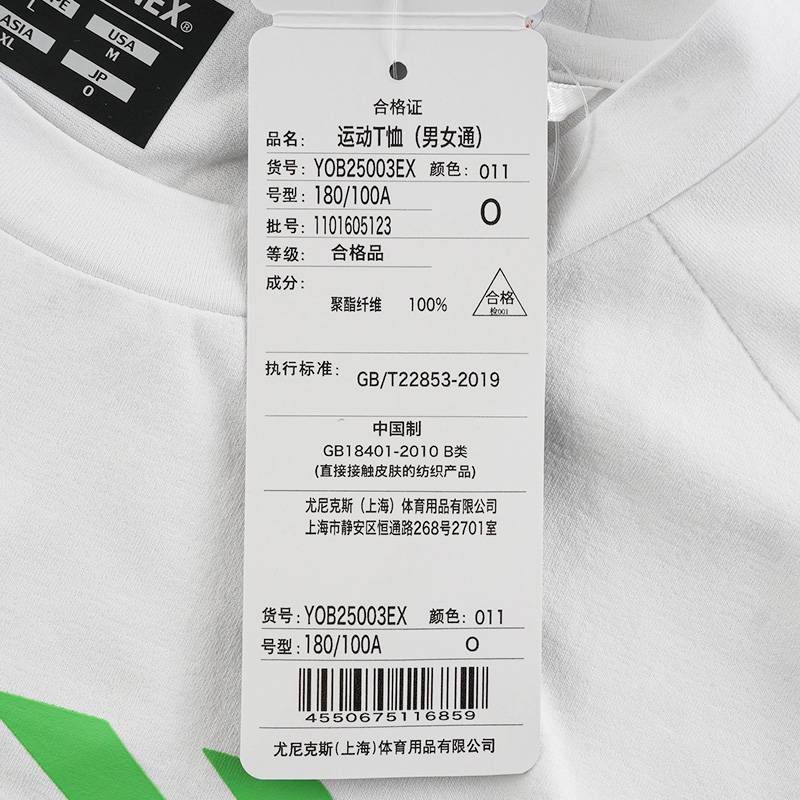 EX®
L
ASIA
XL
USA
M
JP
O
合格证
品名： 运动T恤（男女通）
货号：YOB25003EX 颜色：011
号型：180/100A
O
批号：1101605123
等级： 合格品
成分：
聚酯纤维 100%
合格
检001
执行标准： GB/T22853-2019
中国制
GB18401-2010 B类
(直接接触皮肤的纺织产品)
尤尼克斯（上海）体育用品有限公司
上海市静安区恒通路268号2701室
货号：YOB25003EX 颜色：011
号型：180/100A O
4550675116859
尤尼克斯(上海)体育用品有限公司